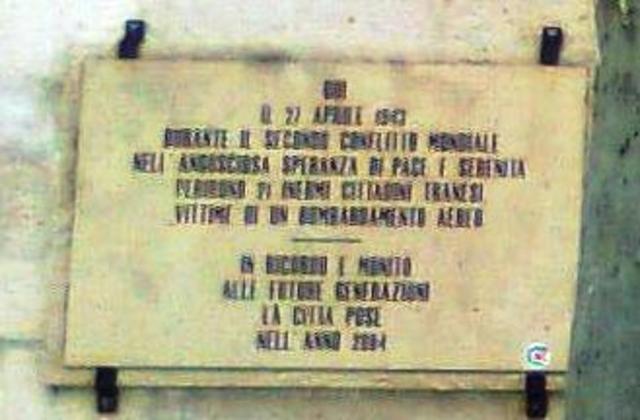 QUI
IL 27 APRILE 1943
DURANTE IL SECONDO CONFLITTO MONDIALE
NELL'ANGOSCIOSA SPERANZA DI PACE E SERENITÀ
PERIRONO 21 INERMI CITTADINI TRANESI
VITTIME DI UN BOMBARDAMENTO AEREO
IN RICORDO E MONITO
ALLE FUTURE GENERAZIONI
LA CITTÀ POSE
NELL'ANNO 2004